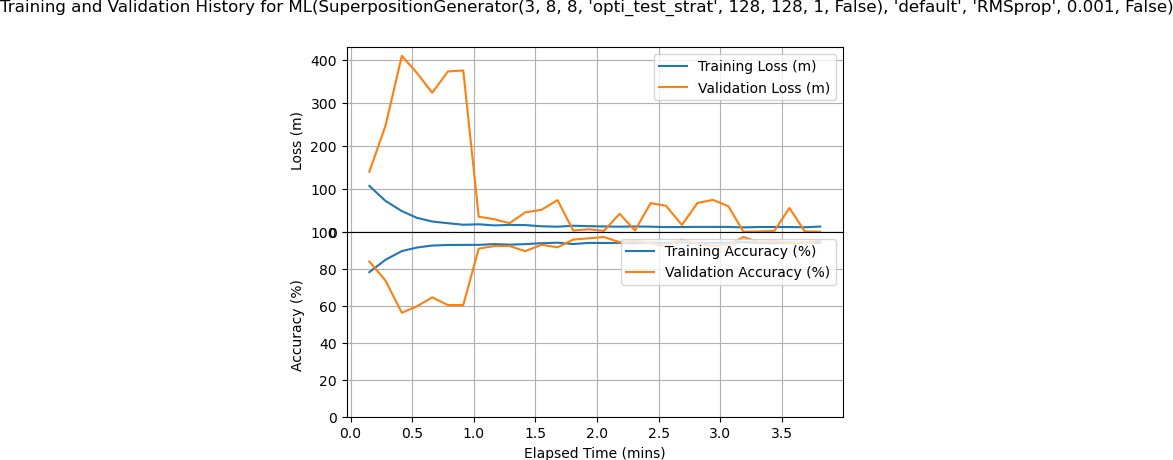 Training and Validation History for ML(SuperpositionGenerator(3, 8, 8, 'opti_test_strat', 128, 128, 1, False), 'default', 'RMSprop', 0.001, False)
400
300
200
100
0
Loss (m)
Training Loss (m)
Validation Loss (m)
100
80
60
40
20
0
Accuracy (%)
Training Accuracy (%)
Validation Accuracy (%)
0.0 0.5 1.0 1.5 2.0 2.5 3.0 3.5
Elapsed Time (mins)